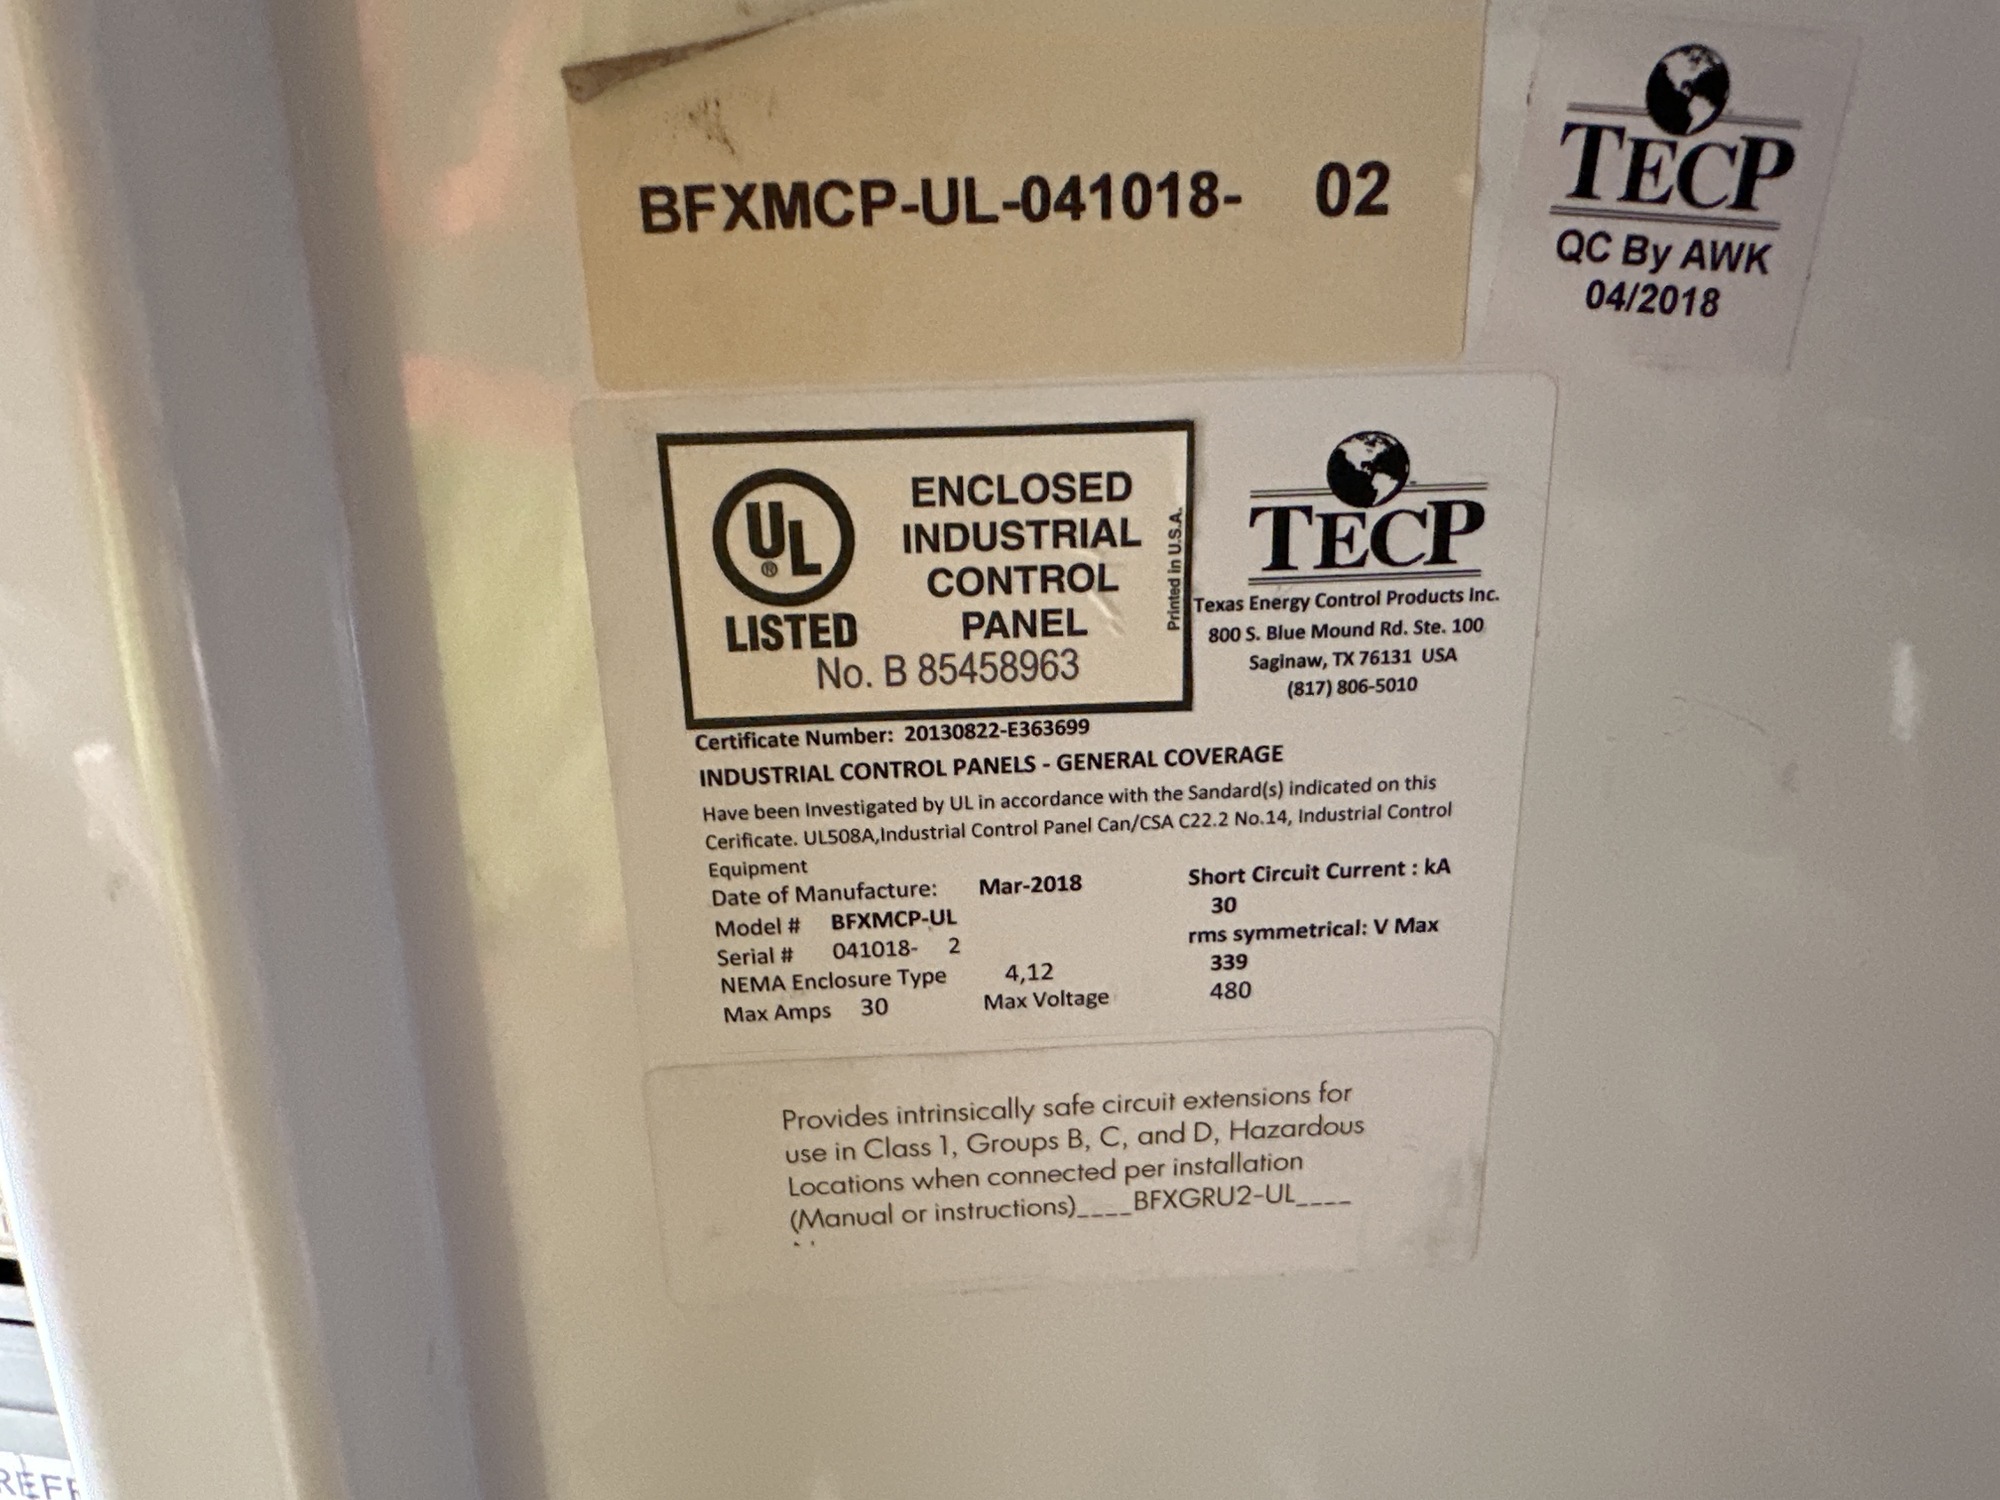 BFXMCP-UL-041018- 02
TECP
QC By AWK
04/2018
UL
®
LISTED
ENCLOSED
INDUSTRIAL
CONTROL
PANEL
No. B 85458963
Printed in U.S.A.
TECP
Texas Energy Control Products Inc.
800 S. Blue Mound Rd. Ste. 100
Saginaw, TX 76131 USA
(817) 806-5010
Certificate Number: 20130822-E363699
INDUSTRIAL CONTROL PANELS - GENERAL COVERAGE
Have been Investigated by UL in accordance with the Sandard(s) indicated on this
Cerificate. UL508A,Industrial Control Panel Can/CSA C22.2 No.14, Industrial Control
Equipment
Date of Manufacture: Mar-2018 Short Circuit Current : kA
Model # BFXMCP-UL 30
Serial # 041018- 2 rms symmetrical: V Max
NEMA Enclosure Type 4,12 339
Max Amps 30 Max Voltage 480
Provides intrinsically safe circuit extensions for
use in Class 1, Groups B, C, and D, Hazardous
Locations when connected per installation
(Manual or instructions)____BFXGRU2-UL____